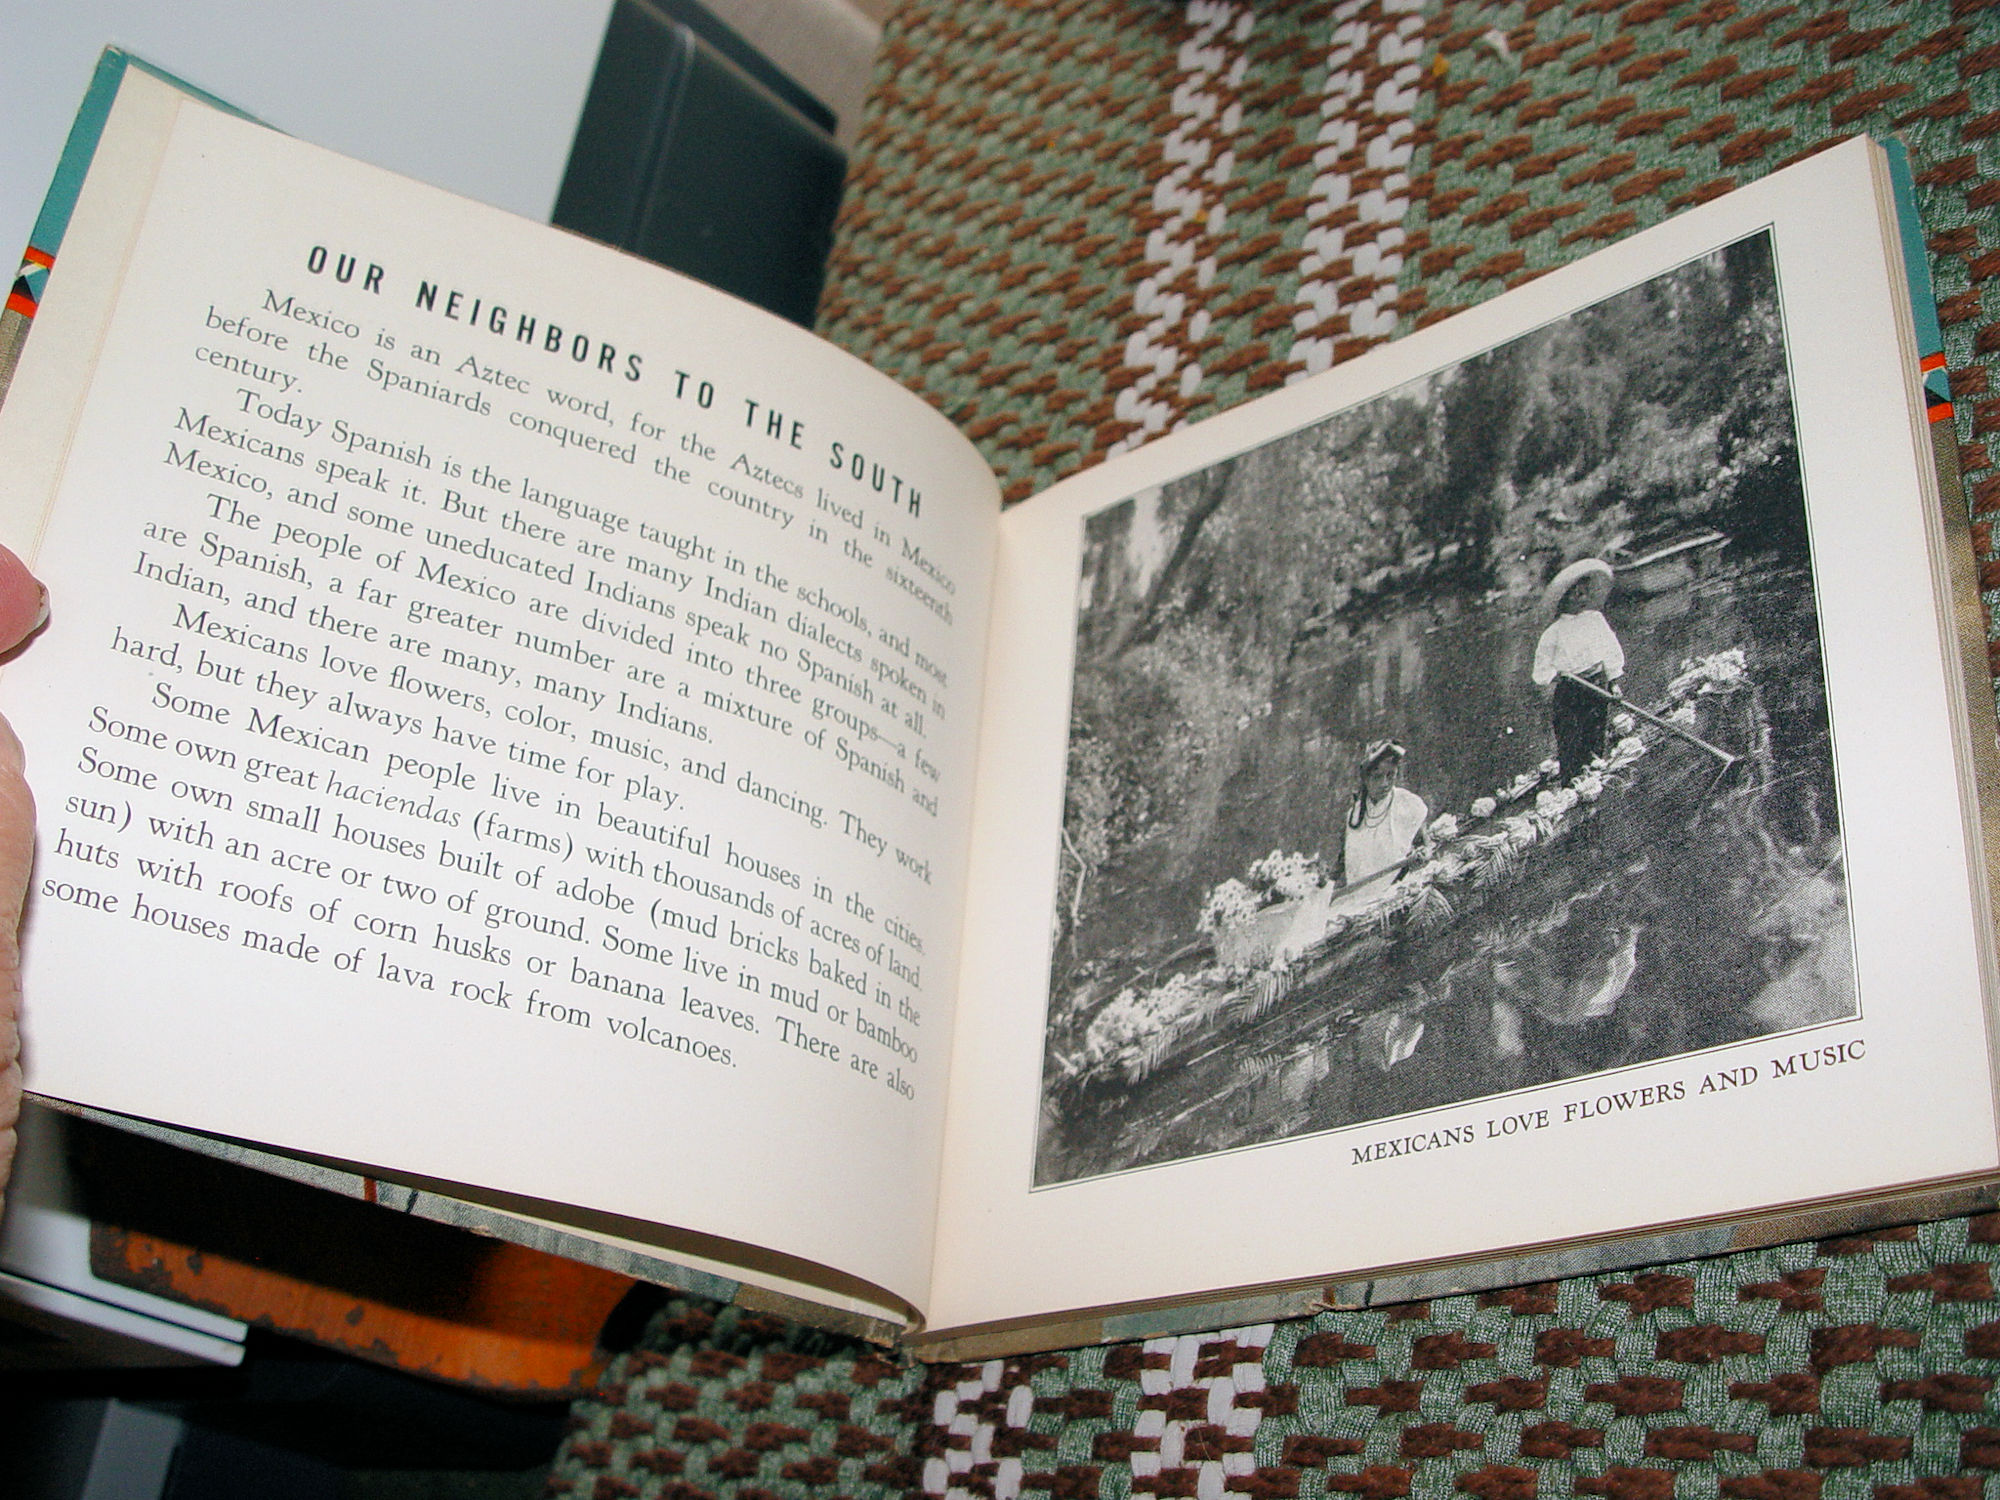 OUR NEIGHBORS TO THE SOUTH
Mexico is an Aztec word, for the Aztecs lived in Mexico
before the Spaniards conquered the country in the sixteenth
century.
Today Spanish is the language taught in the schools, and most
Mexicans speak it. But there are many Indian dialects spoken in
Mexico, and some uneducated Indians speak no Spanish at all.
The people of Mexico are divided into three groups—a few
are Spanish, a far greater number are a mixture of Spanish and
Indian, and there are many, many Indians.
Mexicans love flowers, color, music, and dancing. They work
hard, but they always have time for play.
Some Mexican people live in beautiful houses in the cities.
Some own great haciendas (farms) with thousands of acres of land.
Some own small houses built of adobe (mud bricks baked in the
sun) with an acre or two of ground. Some live in mud or bamboo
huts with roofs of corn husks or banana leaves. There are also
some houses made of lava rock from volcanoes.
MEXICANS LOVE FLOWERS AND MUSIC